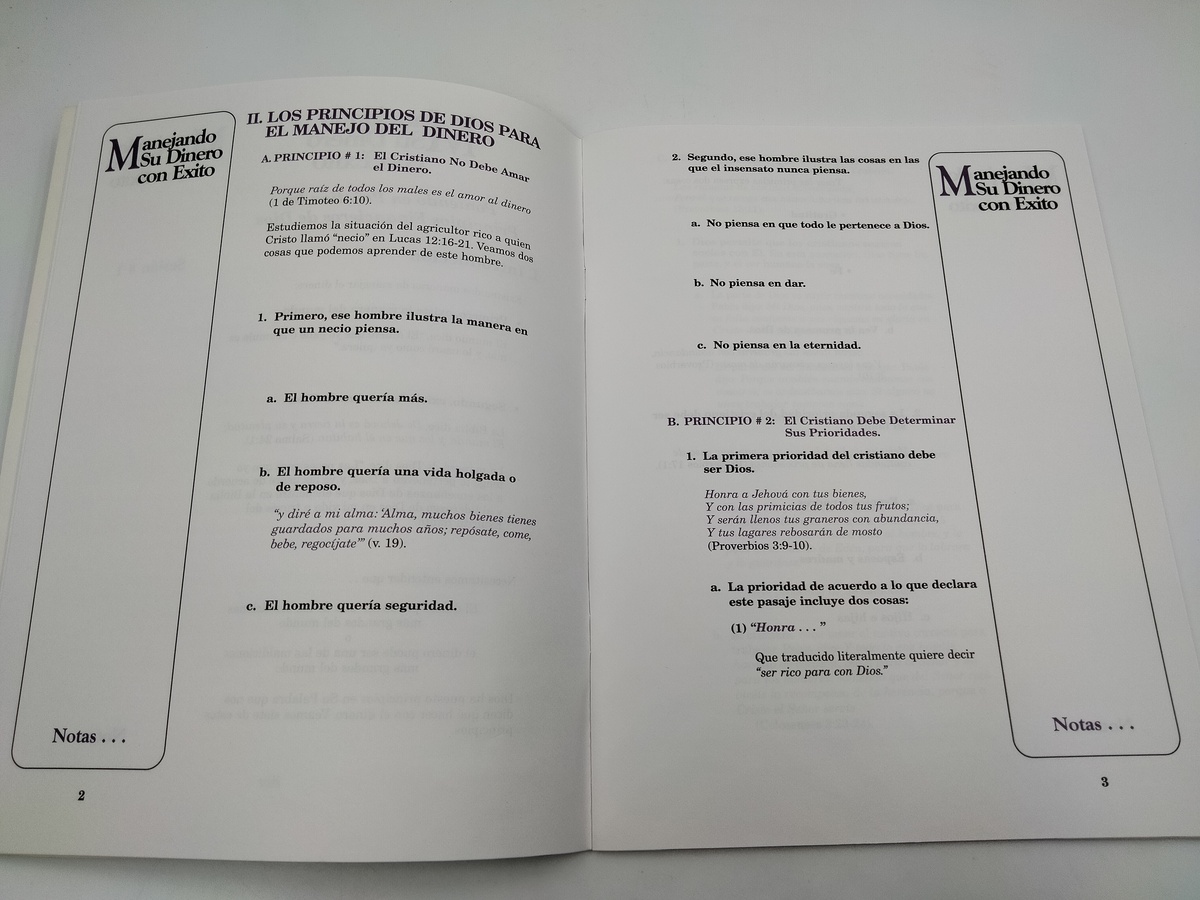 Manejando
Su Dinero
con Exito
Notas . . .
2
II. LOS PRINCIPIOS DE DIOS PARA
EL MANEJO DEL DINERO
A. PRINCIPIO # 1: El Cristiano No Debe Amar
el Dinero.
Porque raíz de todos los males es el amor al dinero
(1 de Timoteo 6:10).
Estudiemos la situación del agricultor rico a quien
Cristo llamó “necio” en Lucas 12:16-21. Veamos dos
cosas que podemos aprender de este hombre.
1. Primero, ese hombre ilustra la manera en
que un necio piensa.
a. El hombre quería más.
b. El hombre quería una vida holgada o
de reposo.
“y diré a mi alma: ‘Alma, muchos bienes tienes
guardados para muchos años; repósate, come,
bebe, regocíjate’” (v. 19).
c. El hombre quería seguridad.
2. Segundo, ese hombre ilustra las cosas en las
que el insensato nunca piensa.
a. No piensa en que todo le pertenece a Dios.
b. No piensa en dar.
c. No piensa en la eternidad.
B. PRINCIPIO # 2: El Cristiano Debe Determinar
Sus Prioridades.
1. La primera prioridad del cristiano debe
ser Dios.
Honra a Jehová con tus bienes,
Y con las primicias de todos tus frutos;
Y serán llenos tus graneros con abundancia,
Y tus lagares rebosarán de mosto
(Proverbios 3:9-10).
a. La prioridad de acuerdo a lo que declara
este pasaje incluye dos cosas:
(1) “Honra . . . ”
Que traducido literalmente quiere decir
“ser rico para con Dios.”
Manejando
Su Dinero
con Exito
Notas . . .
3